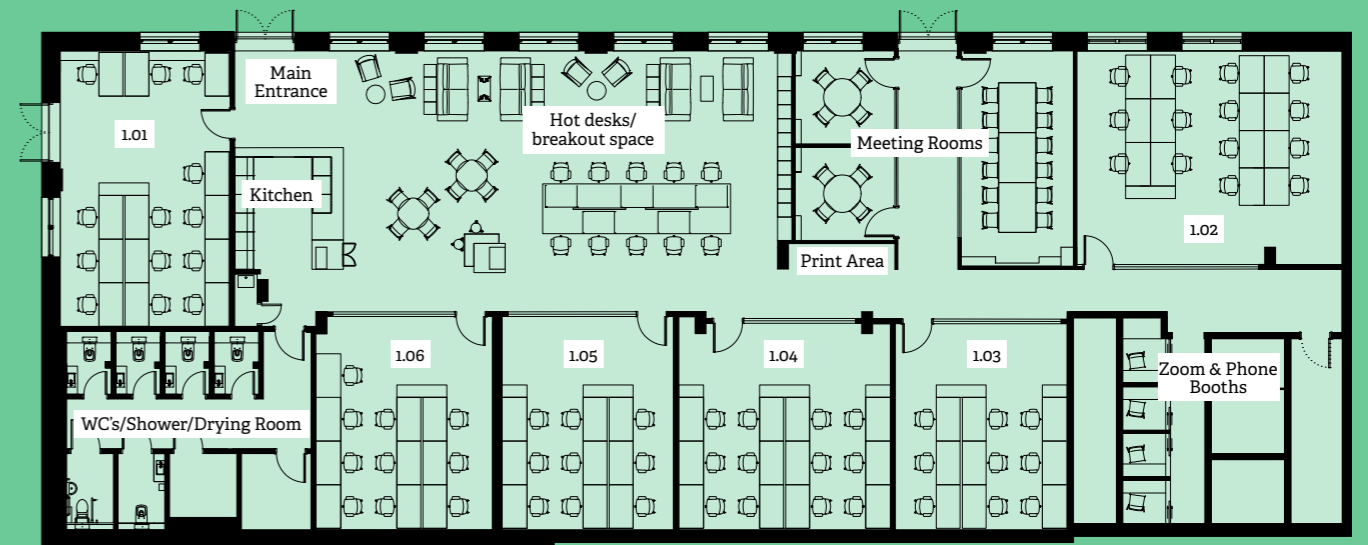 Main
Entrance
1.01
Hot desks/
breakout space
Meeting Rooms
Kitchen
1.02
Print Area
1.06
1.05
1.04
1.03
Zoom & Phone
Booths
WC's/Shower/Drying Room